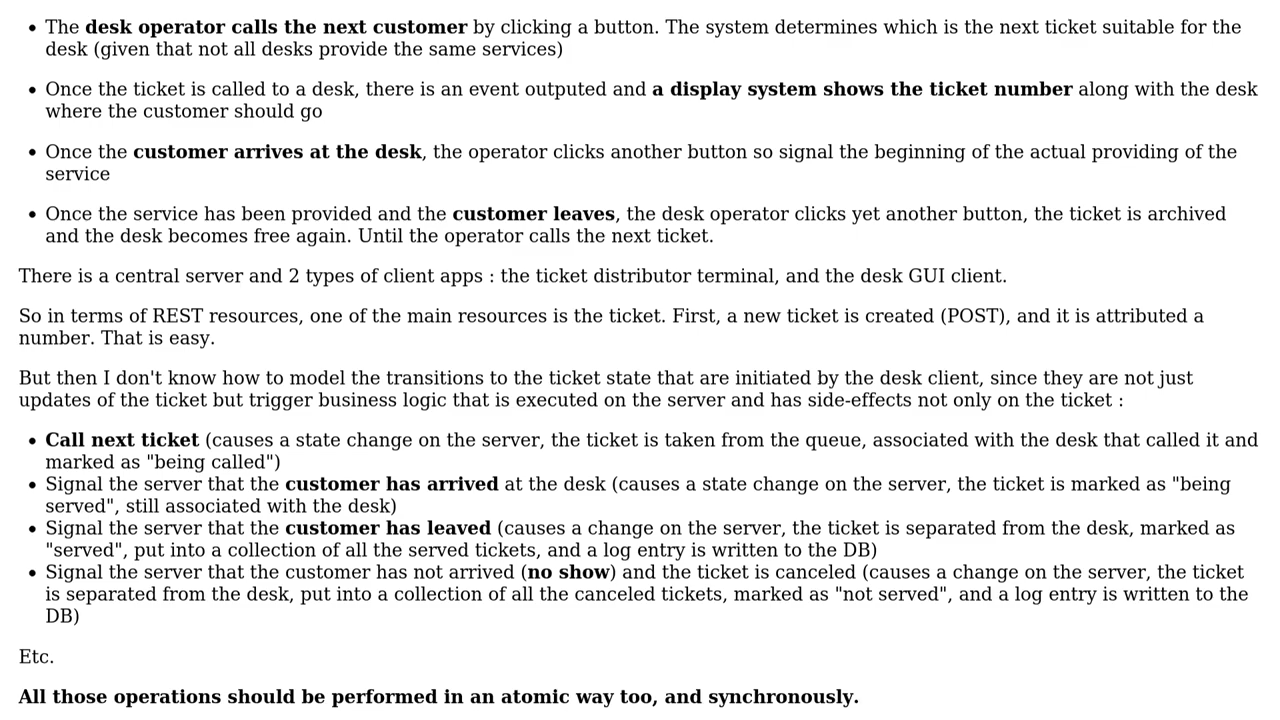 • The desk operator calls the next customer by clicking a button. The system determines which is the next ticket suitable for the
desk (given that not all desks provide the same services)
• Once the ticket is called to a desk, there is an event outputed and a display system shows the ticket number along with the desk
where the customer should go
• Once the customer arrives at the desk, the operator clicks another button so signal the beginning of the actual providing of the
service
• Once the service has been provided and the customer leaves, the desk operator clicks yet another button, the ticket is archived
and the desk becomes free again. Until the operator calls the next ticket.
There is a central server and 2 types of client apps : the ticket distributor terminal, and the desk GUI client.
So in terms of REST resources, one of the main resources is the ticket. First, a new ticket is created (POST), and it is attributed a
number. That is easy.
But then I don't know how to model the transitions to the ticket state that are initiated by the desk client, since they are not just
updates of the ticket but trigger business logic that is executed on the server and has side-effects not only on the ticket :
• Call next ticket (causes a state change on the server, the ticket is taken from the queue, associated with the desk that called it and
marked as "being called")
• Signal the server that the customer has arrived at the desk (causes a state change on the server, the ticket is marked as "being
served", still associated with the desk)
• Signal the server that the customer has left (causes a change on the server, the ticket is separated from the desk, marked as
"served", put into a collection of all the served tickets, and a log entry is written to the DB)
• Signal the server that the customer has not arrived (no show) and the ticket is canceled (causes a change on the server, the ticket
is separated from the desk, put into a collection of all the canceled tickets, marked as "not served", and a log entry is written to the
DB)
Etc.
All those operations should be performed in an atomic way too, and synchronously.